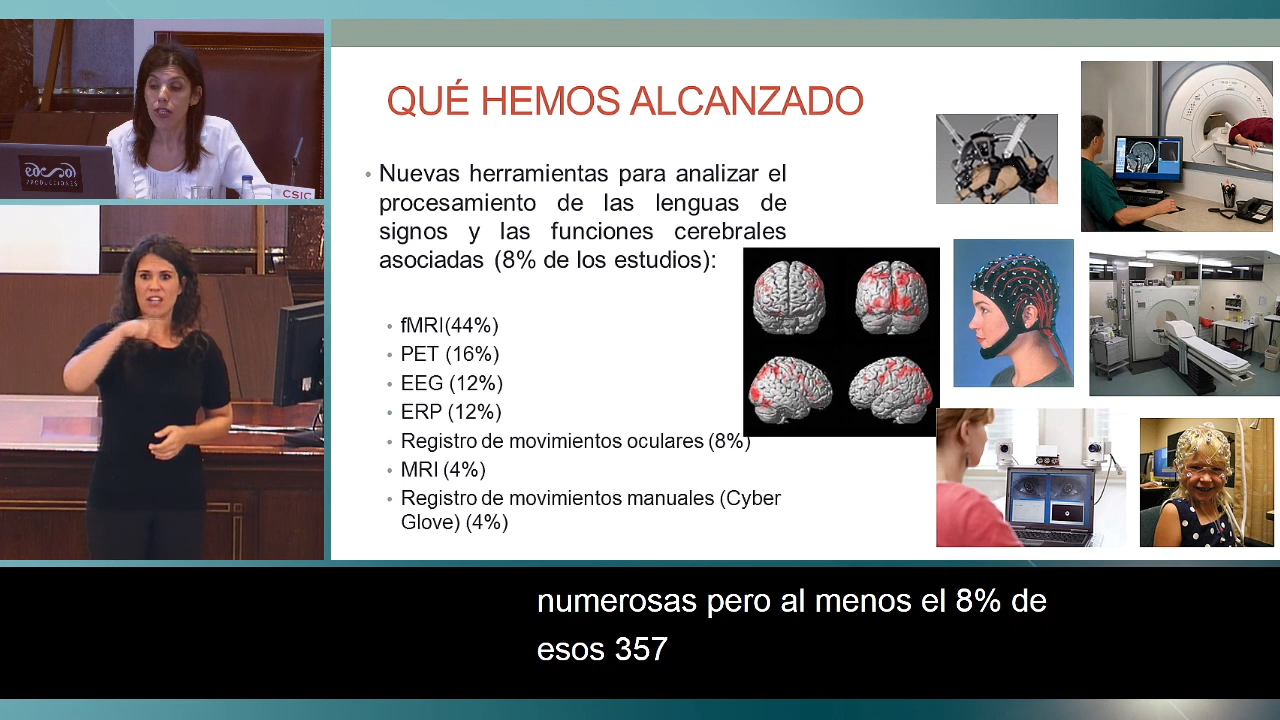 edsol
PRODUCCIONES
CSIC
QUÉ HEMOS ALCANZADO
• Nuevas herramientas para analizar el
procesamiento de las lenguas de
signos y las funciones cerebrales
asociadas (8% de los estudios):
• fMRI(44%)
• PET (16%)
• EEG (12%)
• ERP (12%)
• Registro de movimientos oculares (8%)
• MRI (4%)
• Registro de movimientos manuales (Cyber
Glove) (4%)
numerosas pero al menos el 8% de
esos 357